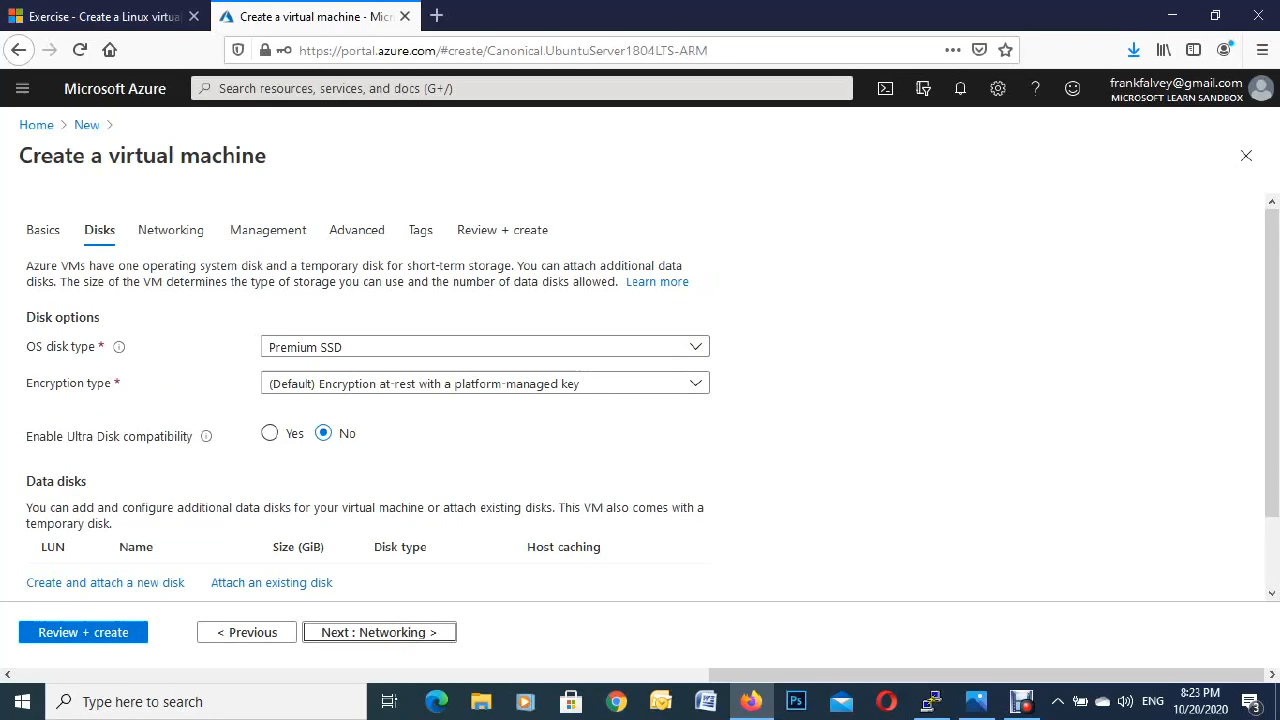 Exercise - Create a Linux virtua
Create a virtual machine - Micr
https://portal.azure.com/#create/Canonical.UbuntuServer1804LTS-ARM
Microsoft Azure
Search resources, services, and docs (G+/)
frankfalvey@gmail.com
MICROSOFT LEARN SANDBOX
Home > New >
Create a virtual machine
Basics Disks Networking Management Advanced Tags Review + create
Azure VMs have one operating system disk and a temporary disk for short-term storage. You can attach additional data
disks. The size of the VM determines the type of storage you can use and the number of data disks allowed. Learn more
Disk options
OS disk type *
Premium SSD
Encryption type *
(Default) Encryption at-rest with a platform-managed key
Enable Ultra Disk compatibility
Yes No
Data disks
You can add and configure additional data disks for your virtual machine or attach existing disks. This VM also comes with a
temporary disk.
LUN Name Size (GiB) Disk type Host caching
Create and attach a new disk Attach an existing disk
Review + create < Previous Next : Networking >
Type here to search
Ps
ENG
8:23 PM
10/20/2020
3